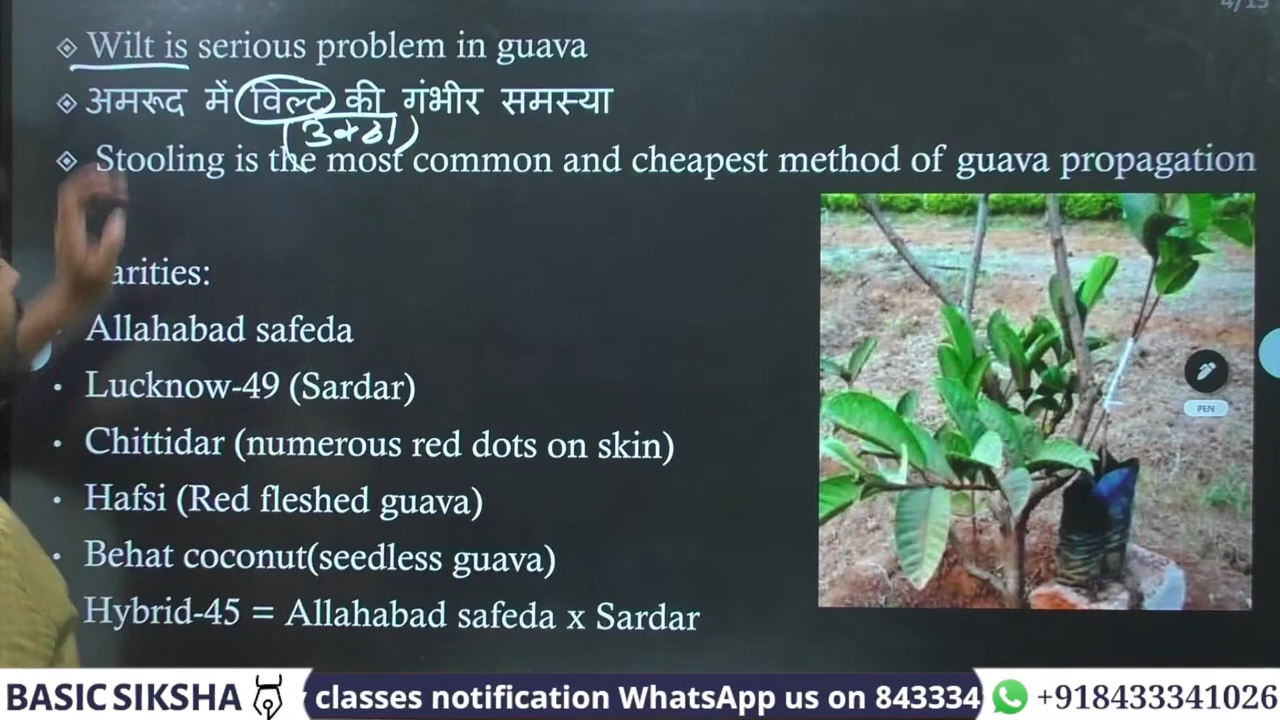 4/15
Wilt is serious problem in guava
अमरूद में विल्ट की गंभीर समस्या
Stooling is the most common and cheapest method of guava propagation
arities:
Allahabad safeda
Lucknow-49 (Sardar)
Chittidar (numerous red dots on skin)
Hafsi (Red fleshed guava)
Behat coconut(seedless guava)
Hybrid-45 = Allahabad safeda x Sardar
PEN
BASIC SIKSHA classes notification WhatsApp us on 843334 +918433341026